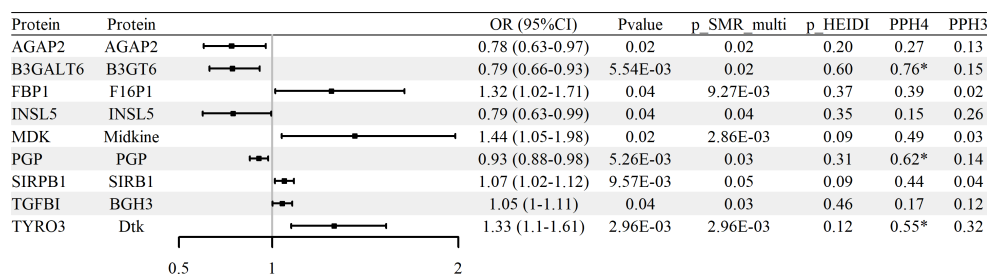 Protein Protein OR (95%CI) Pvalue p_SMR_multi p_HEIDI PPH4 PPH3
AGAP2 AGAP2 0.78 (0.63-0.97) 0.02 0.02 0.20 0.27 0.13
B3GALT6 B3GT6 0.79 (0.66-0.93) 5.54E-03 0.02 0.60 0.76* 0.15
FBP1 F16P1 1.32 (1.02-1.71) 0.04 9.27E-03 0.37 0.39 0.02
INSL5 INSL5 0.79 (0.63-0.99) 0.04 0.04 0.35 0.15 0.26
MDK Midkine 1.44 (1.05-1.98) 0.02 2.86E-03 0.09 0.49 0.03
PGP PGP 0.93 (0.88-0.98) 5.26E-03 0.03 0.31 0.62* 0.14
SIRPB1 SIRB1 1.07 (1.02-1.12) 9.57E-03 0.05 0.09 0.44 0.04
TGFBI BGH3 1.05 (1-1.11) 0.04 0.03 0.46 0.17 0.12
TYRO3 Dtk 1.33 (1.1-1.61) 2.96E-03 2.96E-03 0.12 0.55* 0.32
0.5 1 2